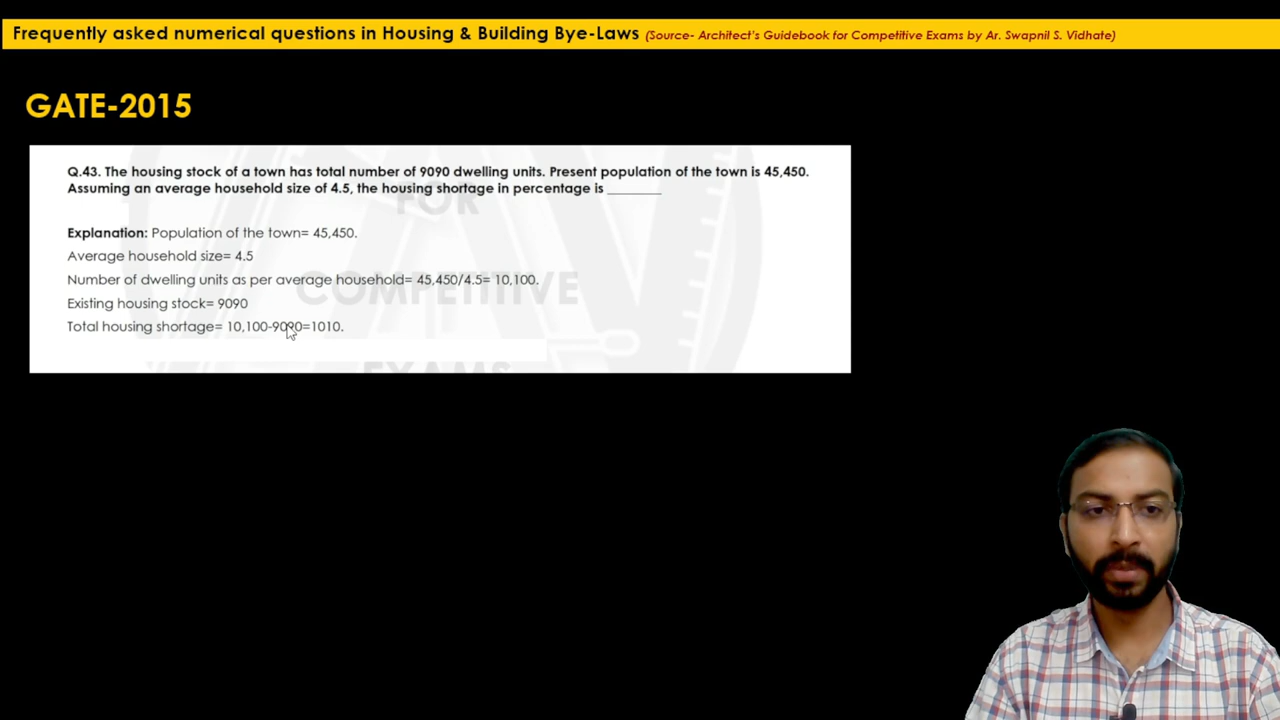 Frequently asked numerical questions in Housing & Building Bye-Laws (Source- Architect's Guidebook for Competitive Exams by Ar. Swapnil S. Vidhate)
GATE-2015
Q.43. The housing stock of a town has total number of 9090 dwelling units. Present population of the town is 45,450.
Assuming an average household size of 4.5, the housing shortage in percentage is ________
FOR
Explanation: Population of the town= 45,450.
Average household size= 4.5
Number of dwelling units as per average household= 45,450/4.5= 10,100.
COMPETITIVE
Existing housing stock= 9090
Total housing shortage= 10,100-9090=1010.
EXAMS